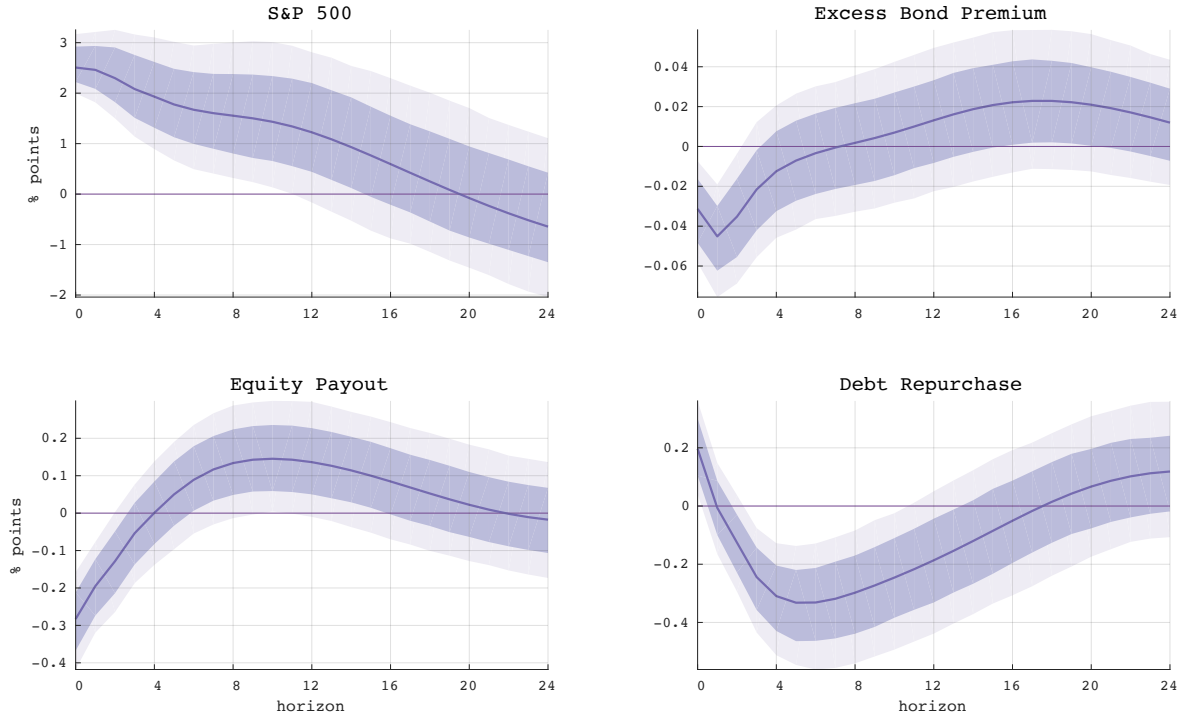 S&P 500
3
2
1
0
-1
-2
% points
0 4 8 12 16 20 24
Excess Bond Premium
0.04
0.02
0
-0.02
-0.04
-0.06
0 4 8 12 16 20 24
Equity Payout
0.2
0.1
0
-0.1
-0.2
-0.3
-0.4
% points
0 4 8 12 16 20 24
horizon
Debt Repurchase
0.2
0
-0.2
-0.4
0 4 8 12 16 20 24
horizon